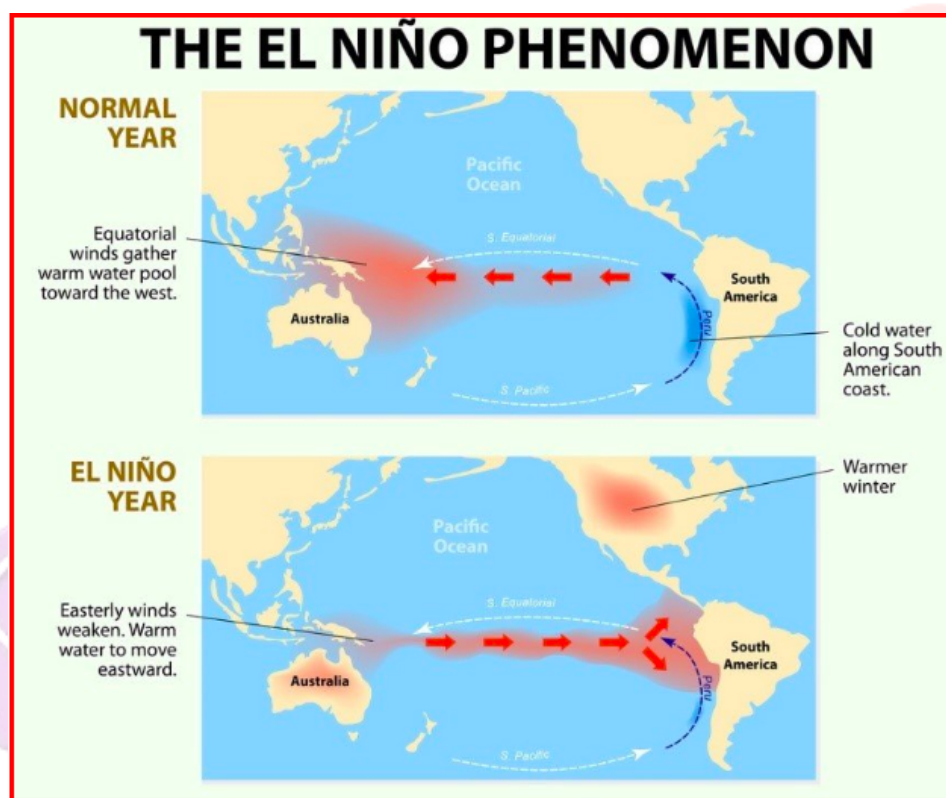 THE EL NIÑO PHENOMENON
NORMAL
YEAR
Pacific
Ocean
Equatorial
winds gather
warm water pool
toward the west.
S. Equatorial
South
America
Australia
Peru
Cold water
along South
American
coast.
S. Pacific
EL NIÑO
YEAR
Warmer
winter
Pacific
Ocean
Easterly winds
weaken. Warm
water to move
eastward.
S. Equatorial
South
America
Australia
Peru
S. Pacific